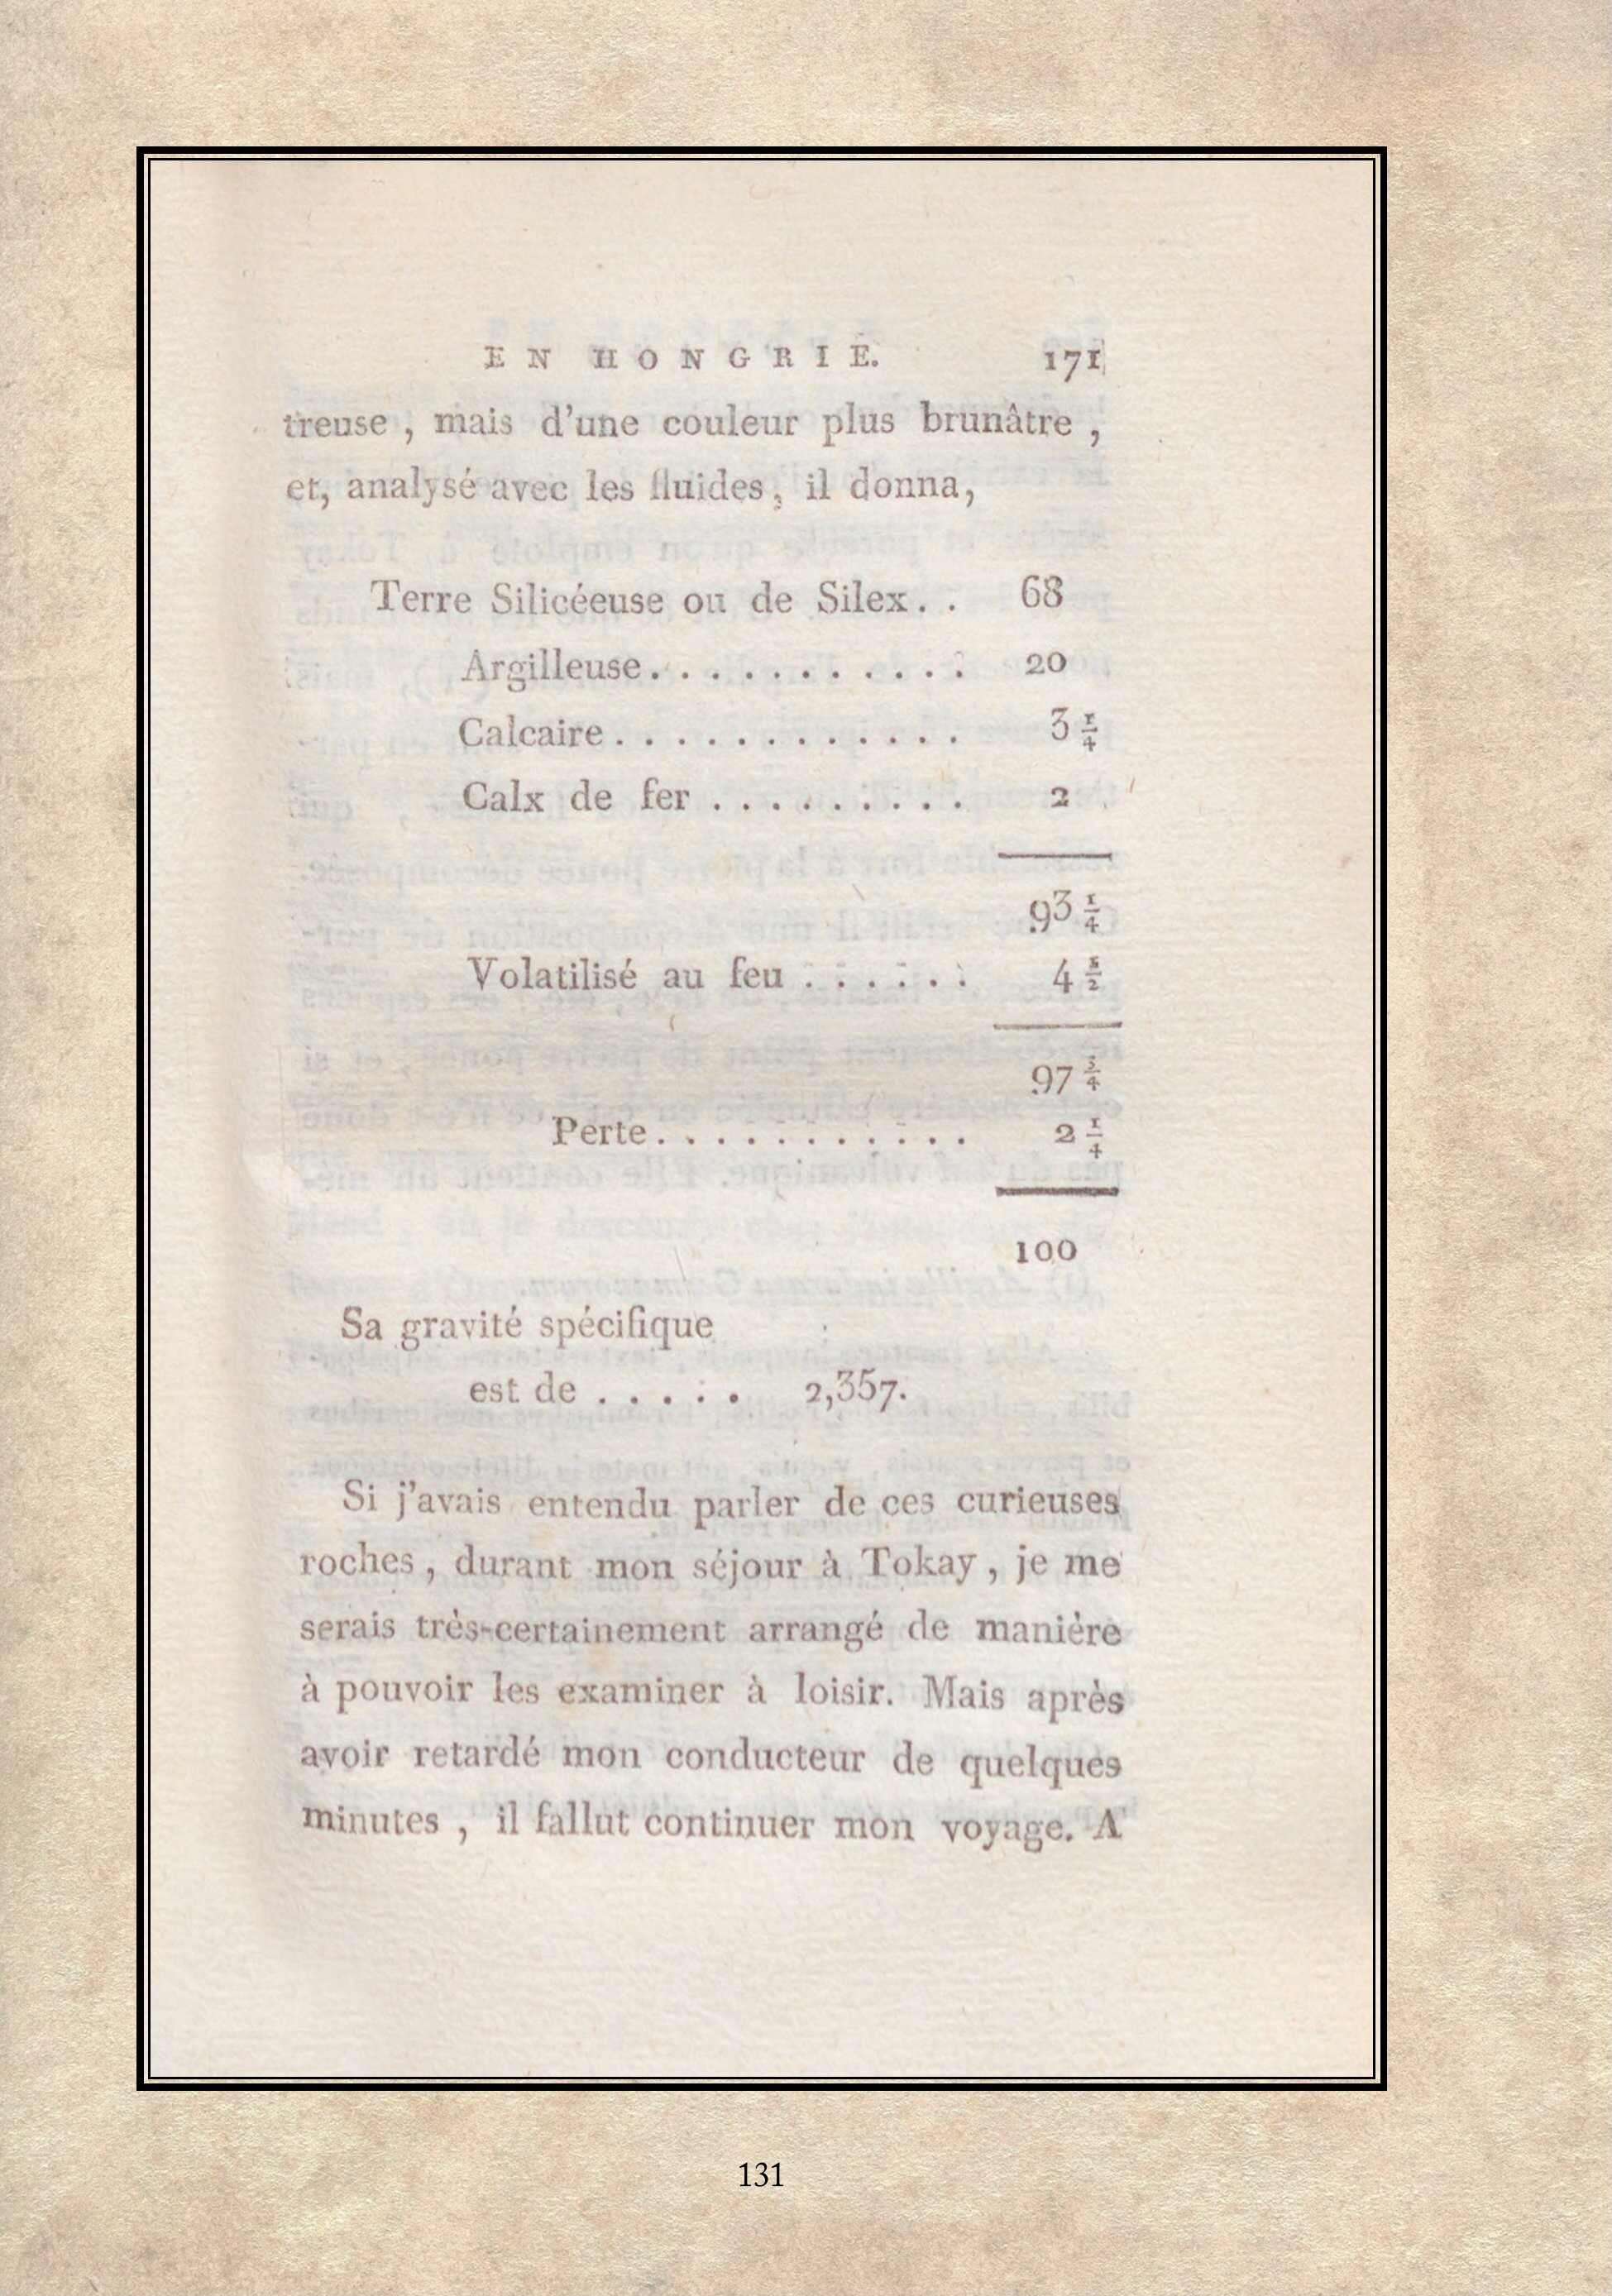 EN HONGRIE. 171
treuse , mais d'une couleur plus brunâtre ,
et, analysé avec les fluides, il donna,
Terre Silicéeuse ou de Silex. . 68
Argilleuse. . . . . . . . . . . 20
Calcaire . . . . . . . . . . . . 3 1/4
Calx de fer . . . . . . . . . 2
93 1/4
Volatilisé au feu . . . . . . 4 1/2
97 3/4
Perte. . . . . . . . . . . 2 1/4
100
Sa gravité spécifique
est de . . . . . 2,357.
Si j'avais entendu parler de ces curieuses
roches , durant mon séjour à Tokay , je me
serais très-certainement arrangé de manière
à pouvoir les examiner à loisir. Mais après
avoir retardé mon conducteur de quelques
minutes , il fallut continuer mon voyage. A
131